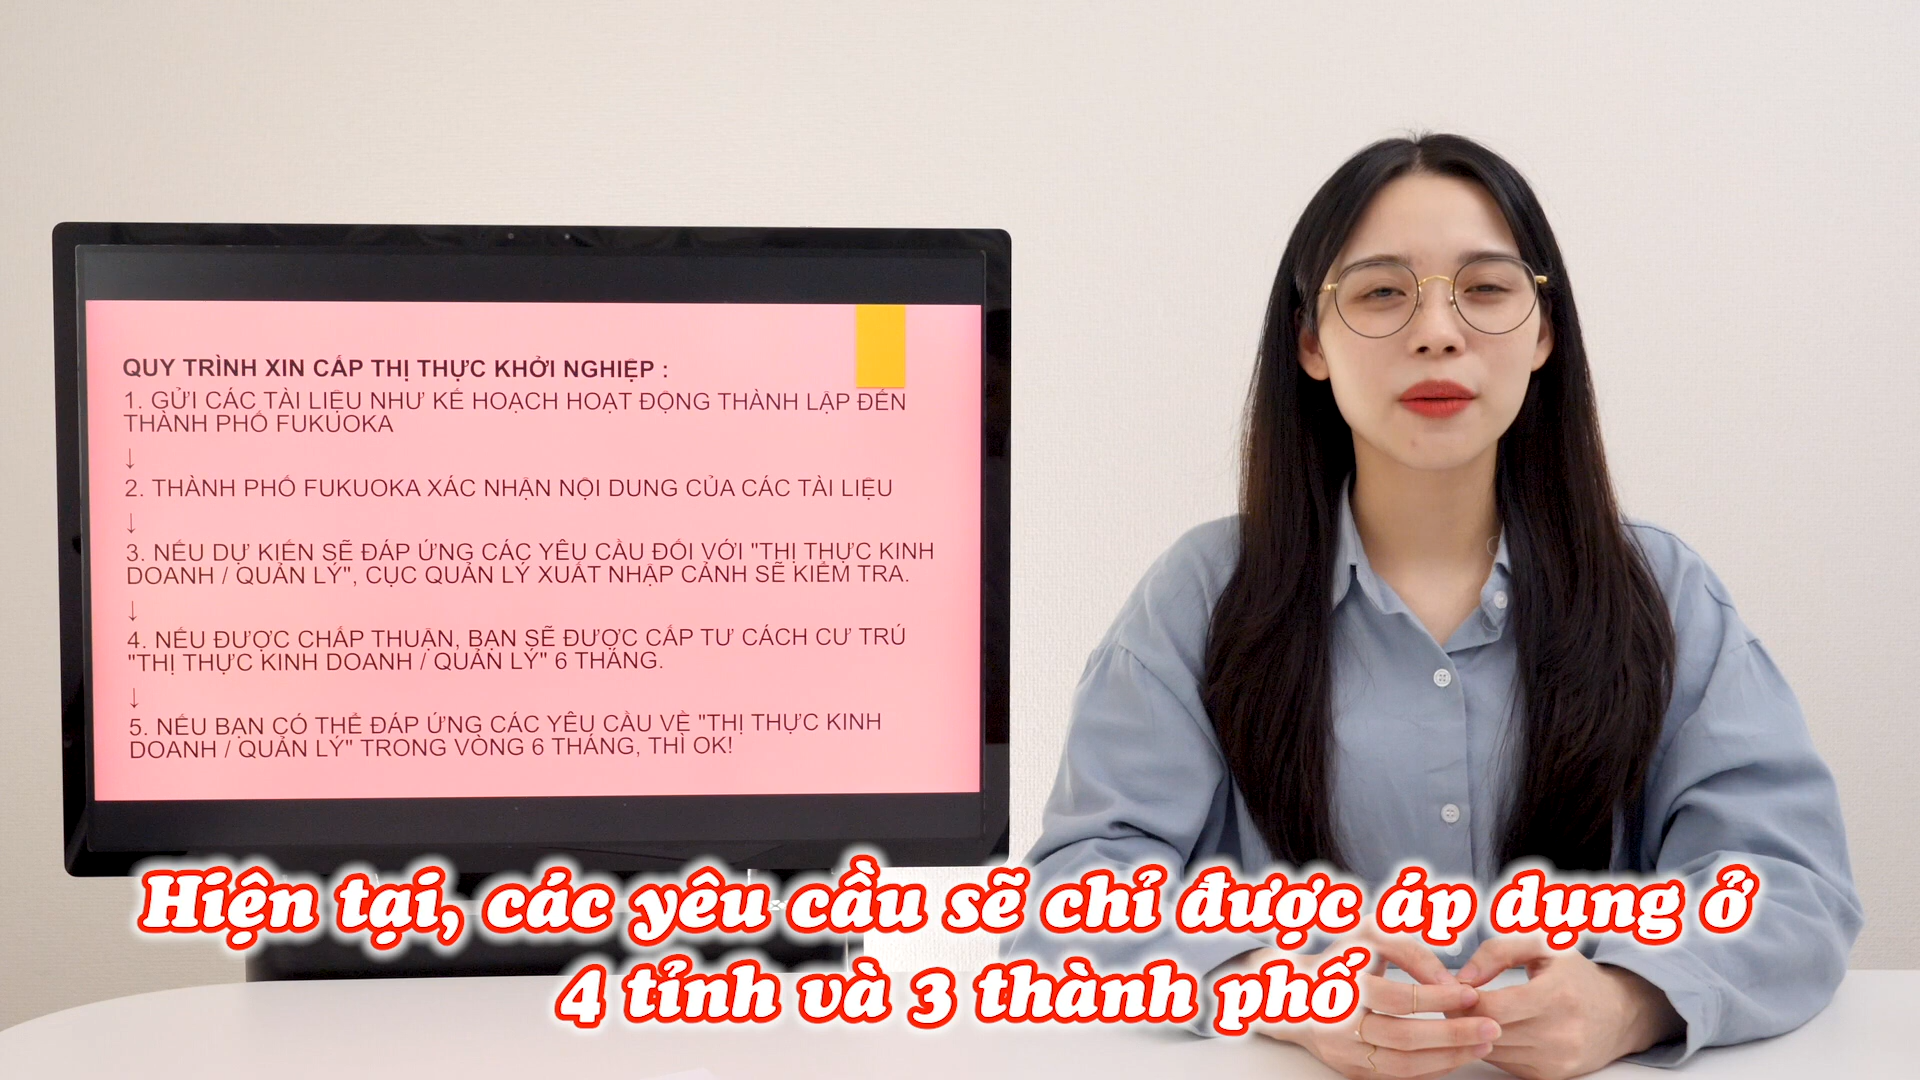 QUY TRÌNH XIN CẤP THỊ THỰC KHỞI NGHIỆP :
1. GỬI CÁC TÀI LIỆU NHƯ KẾ HOẠCH HOẠT ĐỘNG THÀNH LẬP ĐẾN
THÀNH PHỐ FUKUOKA
↓
2. THÀNH PHỐ FUKUOKA XÁC NHẬN NỘI DUNG CỦA CÁC TÀI LIỆU
↓
3. NẾU DỰ KIẾN SẼ ĐÁP ỨNG CÁC YÊU CẦU ĐỐI VỚI "THỊ THỰC KINH
DOANH / QUẢN LÝ", CỤC QUẢN LÝ XUẤT NHẬP CẢNH SẼ KIỂM TRA.
↓
4. NẾU ĐƯỢC CHẤP THUẬN, BẠN SẼ ĐƯỢC CẤP TƯ CÁCH CƯ TRÚ
"THỊ THỰC KINH DOANH / QUẢN LÝ" 6 THÁNG.
↓
5. NẾU BẠN CÓ THỂ ĐÁP ỨNG CÁC YÊU CẦU VỀ "THỊ THỰC KINH
DOANH / QUẢN LÝ" TRONG VÒNG 6 THÁNG, THÌ OK!
Hiện tại, các yêu cầu sẽ chỉ được áp dụng ở
4 tỉnh và 3 thành phố